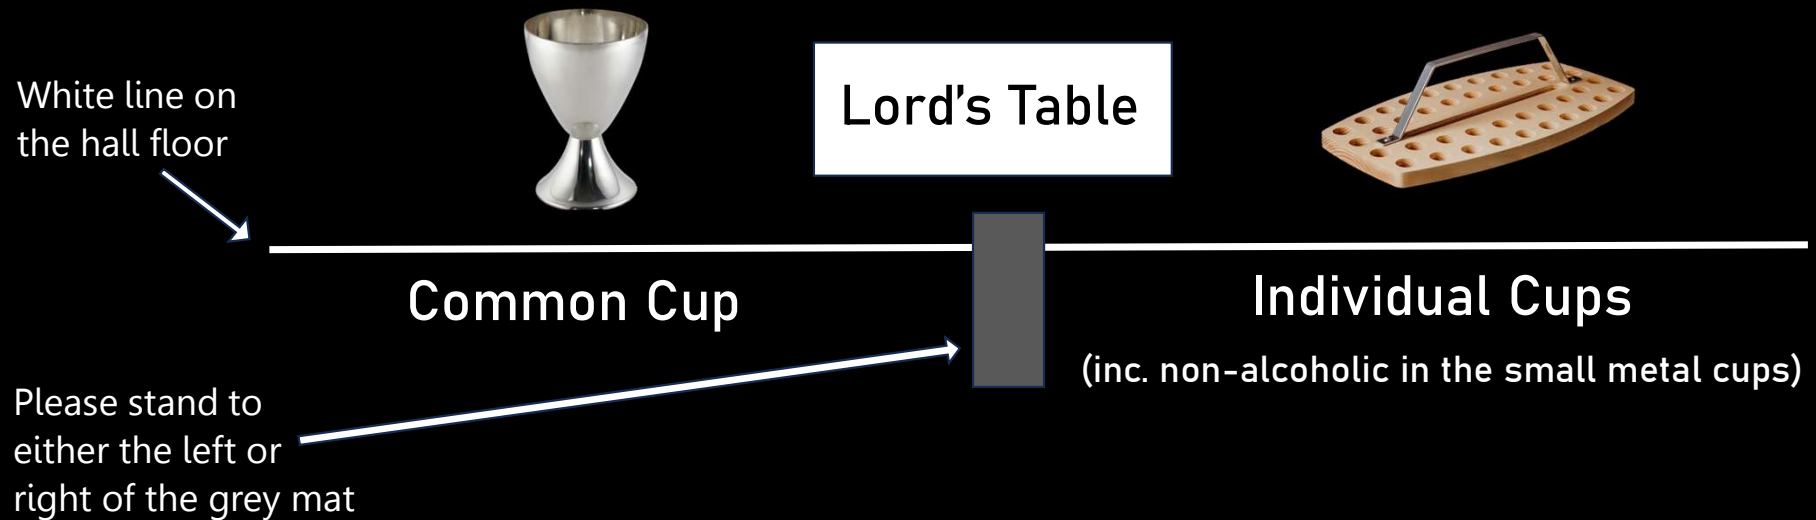 White line on
the hall floor
Lord's Table
Common Cup
Individual Cups
(inc. non-alcoholic in the small metal cups)
Please stand to
either the left or
right of the grey mat